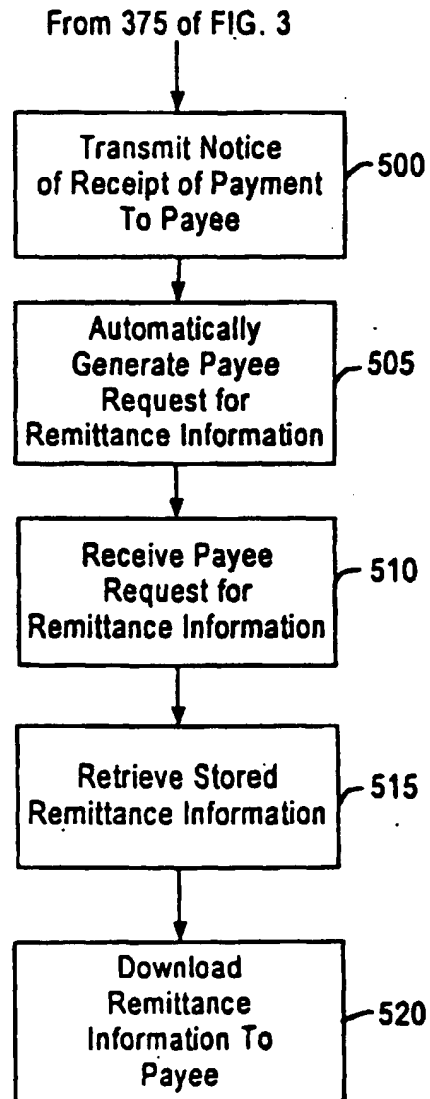 From 375 of FIG. 3
Transmit Notice
of Receipt of Payment
To Payee
500
Automatically
Generate Payee
Request for
Remittance Information
505
Receive Payee
Request for
Remittance Information
510
Retrieve Stored
Remittance Information
515
Download
Remittance
Information To
Payee
520